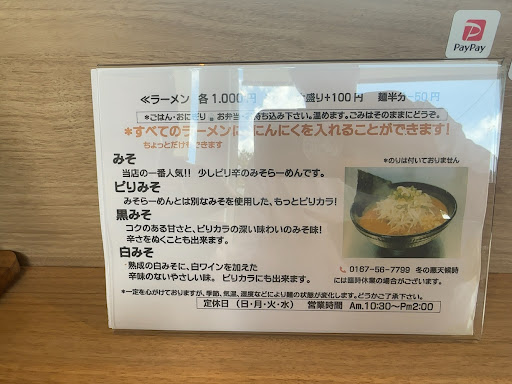 PayPay
≪ラーメン 各1.000円 盛り+100円 麺半分-50円
*ごはん・おにぎり お弁当 持ち込み下さい。温めます。ごみはそのままにどうぞ。
*すべてのラーメンに、にんにくを入れることができます!
ちょっとだけもできます
みそ
*のりは付ておりません
当店の一番人気!! 少しピリ辛のみそらーめんです。
ピリみそ
みそらーめんとは別なみそを使用した、もっとピリカラ!
黒みそ
コクのある甘さと、ピリカラの深い味わいのみそ味!
辛さをぬくことも出来ます。
白みそ
・熟成の白みそに、白ワインを加えた
辛味のないやさしい味。 ピリカラにも出来ます。
0167-56-7799 冬の悪天候時
には臨時休業の場合がございます。
*一定を心がけておりますが、季節、気温、湿度などにより麺の状態が変化します。どうかご了承下さい。
定休日 (日・月・火・水) 営業時間 Am.10:30~Pm2:00